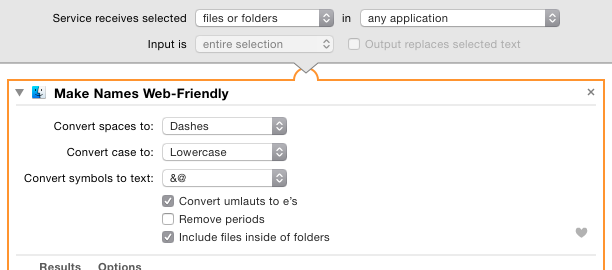 Service receives selected files or folders in any application
Input is entire selection Output replaces selected text
Make Names Web-Friendly
Convert spaces to: Dashes
Convert case to: Lowercase
Convert symbols to text: &@
Convert umlauts to e's
Remove periods
Include files inside of folders
Results Options